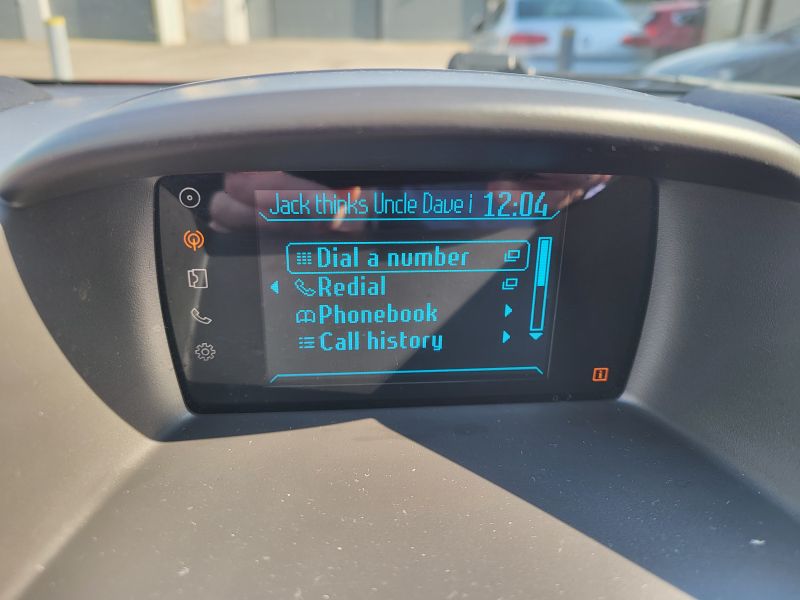 Jack thinks Uncle Dave i 12:04
Dial a number
Redial
Phonebook
Call history